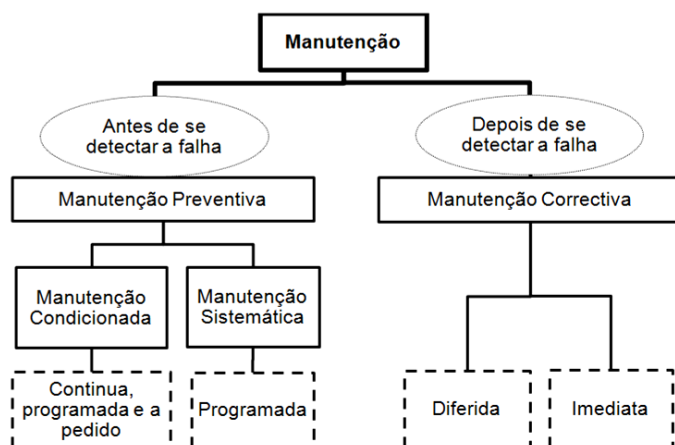 Manutenção
Antes de se
detectar a falha
Depois de se
detectar a falha
Manutenção Preventiva
Manutenção Correctiva
Manutenção
Condicionada
Manutenção
Sistemática
Continua,
programada e a
pedido
Programada
Diferida
Imediata